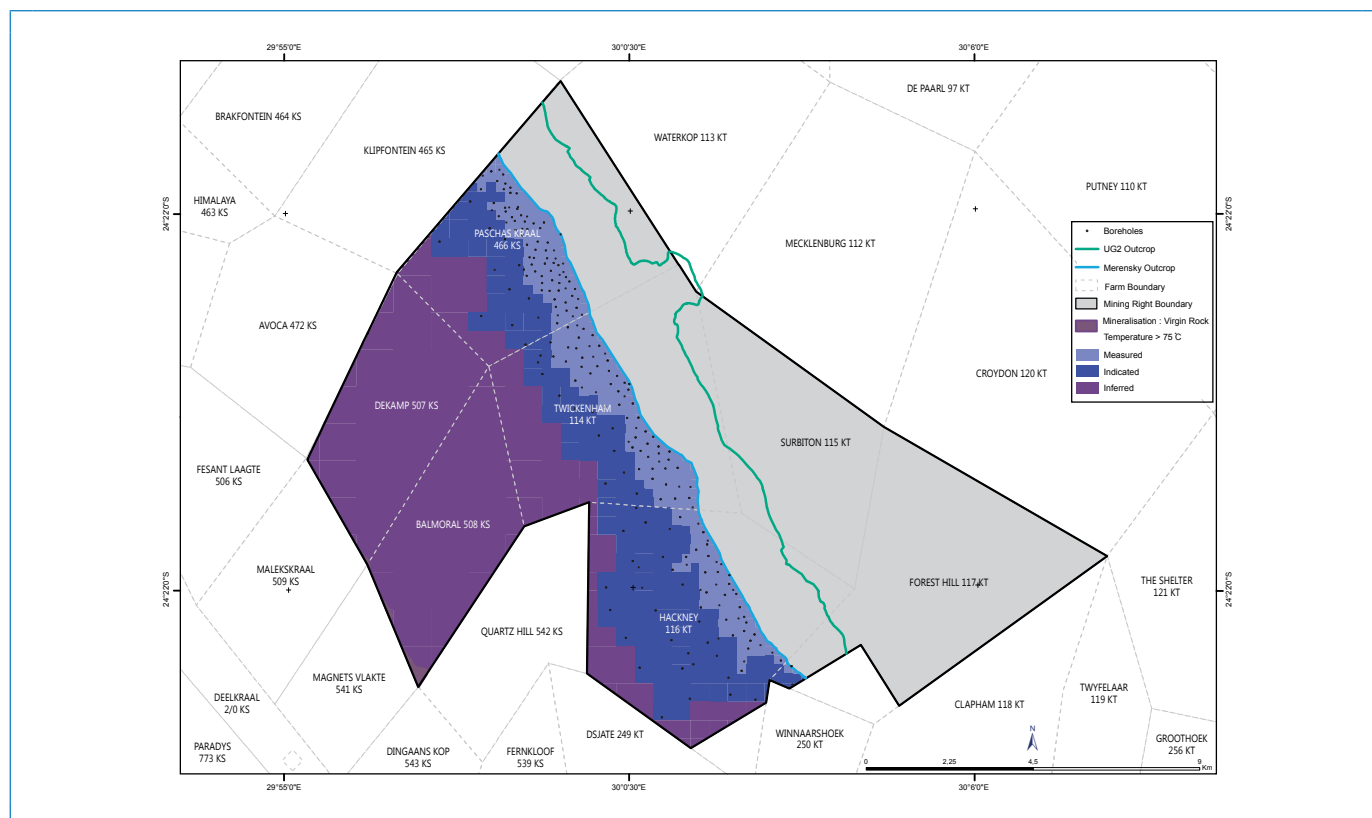 29°55'0"E
30°0'30"E
30°6'0"E
DE PAARL 97 KT
BRAKFONTEIN 464 KS
WATERKOP 113 KT
KLIPFONTEIN 465 KS
PUTNEY 110 KT
HIMALAYA
463 KS
24°22'0"S
24°22'0"S
PASCHAS KRAAL
466 KS
MECKLENBURG 112 KT
Boreholes
UG2 Outcrop
Merensky Outcrop
Farm Boundary
Mining Right Boundary
Mineralisation : Virgin Rock
Temperature > 75°C
Measured
Indicated
Inferred
AVOCA 472 KS
CROYDON 120 KT
DEKAMP 507 KS
TWICKENHAM
114 KT
SURBITON 115 KT
FESANT LAAGTE
506 KS
BALMORAL 508 KS
MALEKSKRAAL
509 KS
FOREST HILL 117 KT
THE SHELTER
121 KT
24°22'0"S
24°22'0"S
QUARTZ HILL 542 KS
HACKNEY
116 KT
MAGNETS VLAKTE
541 KS
DEELKRAAL
2/0 KS
CLAPHAM 118 KT
TWYFELAAR
119 KT
PARADYS
773 KS
DINGAANS KOP
543 KS
FERNKLOOF
539 KS
DSJATE 249 KT
WINNAARSHOEK
250 KT
GROOTHOEK
256 KT
N
0 2,25 4,5 9
Km
29°55'0"E
30°0'30"E
30°6'0"E